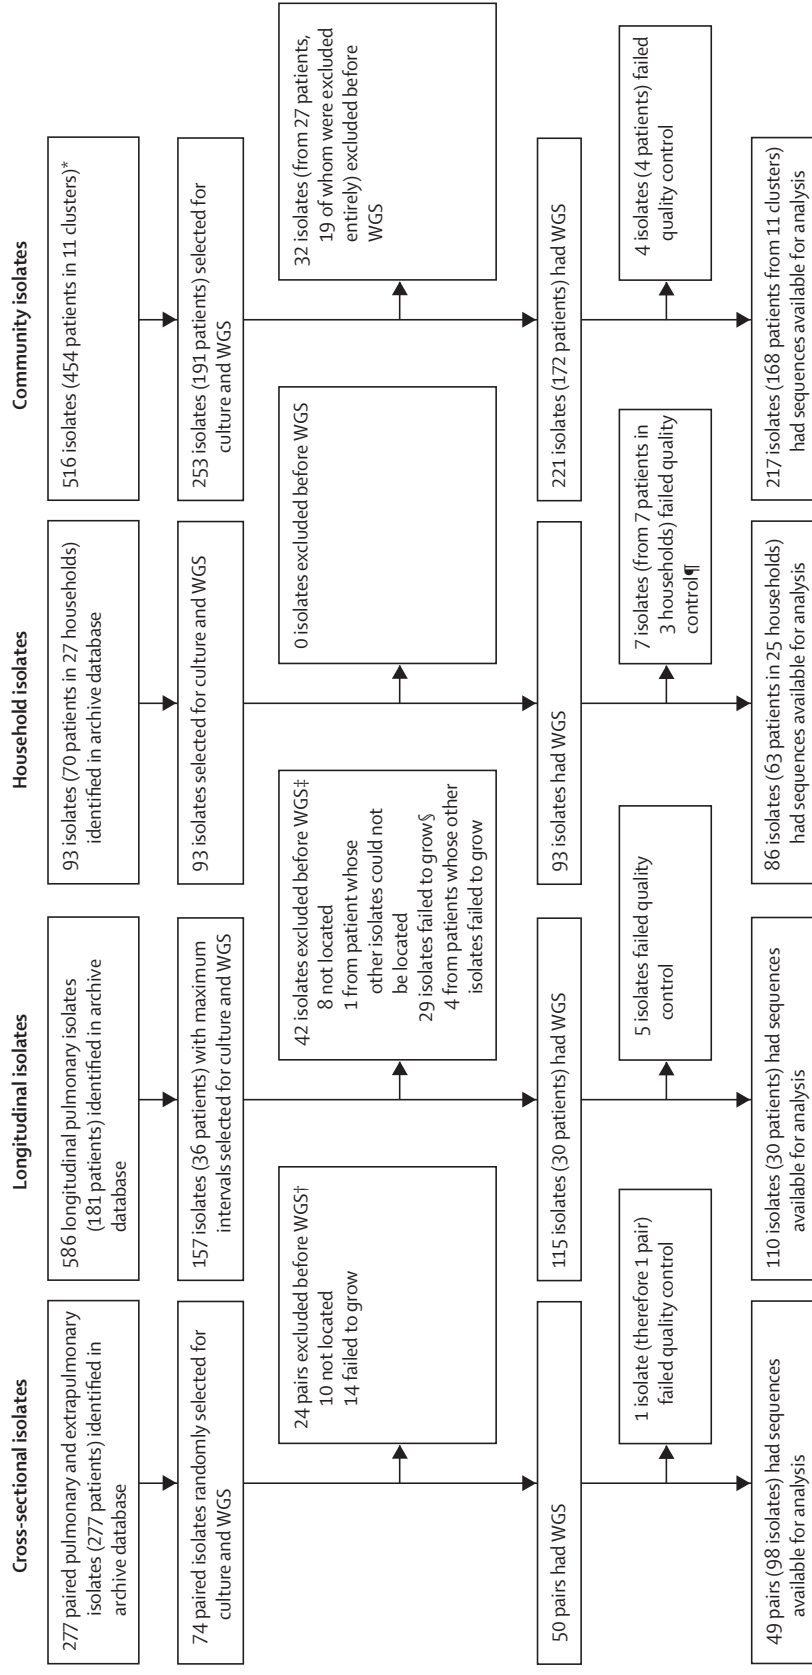 Cross-sectional isolates
277 paired pulmonary and extrapulmonary
isolates (277 patients) identified in
archive database
74 paired isolates randomly selected for
culture and WGS
24 pairs excluded before WGS†
10 not located
14 failed to grow
50 pairs had WGS
1 isolate (therefore 1 pair)
failed quality control
49 pairs (98 isolates) had sequences
available for analysis
Longitudinal isolates
586 longitudinal pulmonary isolates
(181 patients) identified in archive
database
157 isolates (36 patients) with maximum
intervals selected for culture and WGS
42 isolates excluded before WGS‡
8 not located
1 from patient whose
other isolates could not
be located
29 isolates failed to grow§
4 from patients whose other
isolates failed to grow
115 isolates (30 patients) had WGS
5 isolates failed quality
control
110 isolates (30 patients) had sequences
available for analysis
Household isolates
93 isolates (70 patients in 27 households)
identified in archive database
93 isolates selected for culture and WGS
0 isolates excluded before WGS
93 isolates had WGS
7 isolates (from 7 patients in
3 households) failed quality
control¶
86 isolates (63 patients in 25 households)
had sequences available for analysis
Community isolates
516 isolates (454 patients in 11 clusters)*
253 isolates (191 patients) selected for
culture and WGS
32 isolates (from 27 patients,
19 of whom were excluded
entirely) excluded before
WGS
221 isolates (172 patients) had WGS
4 isolates (4 patients) failed
quality control
217 isolates (168 patients from 11 clusters)
had sequences available for analysis